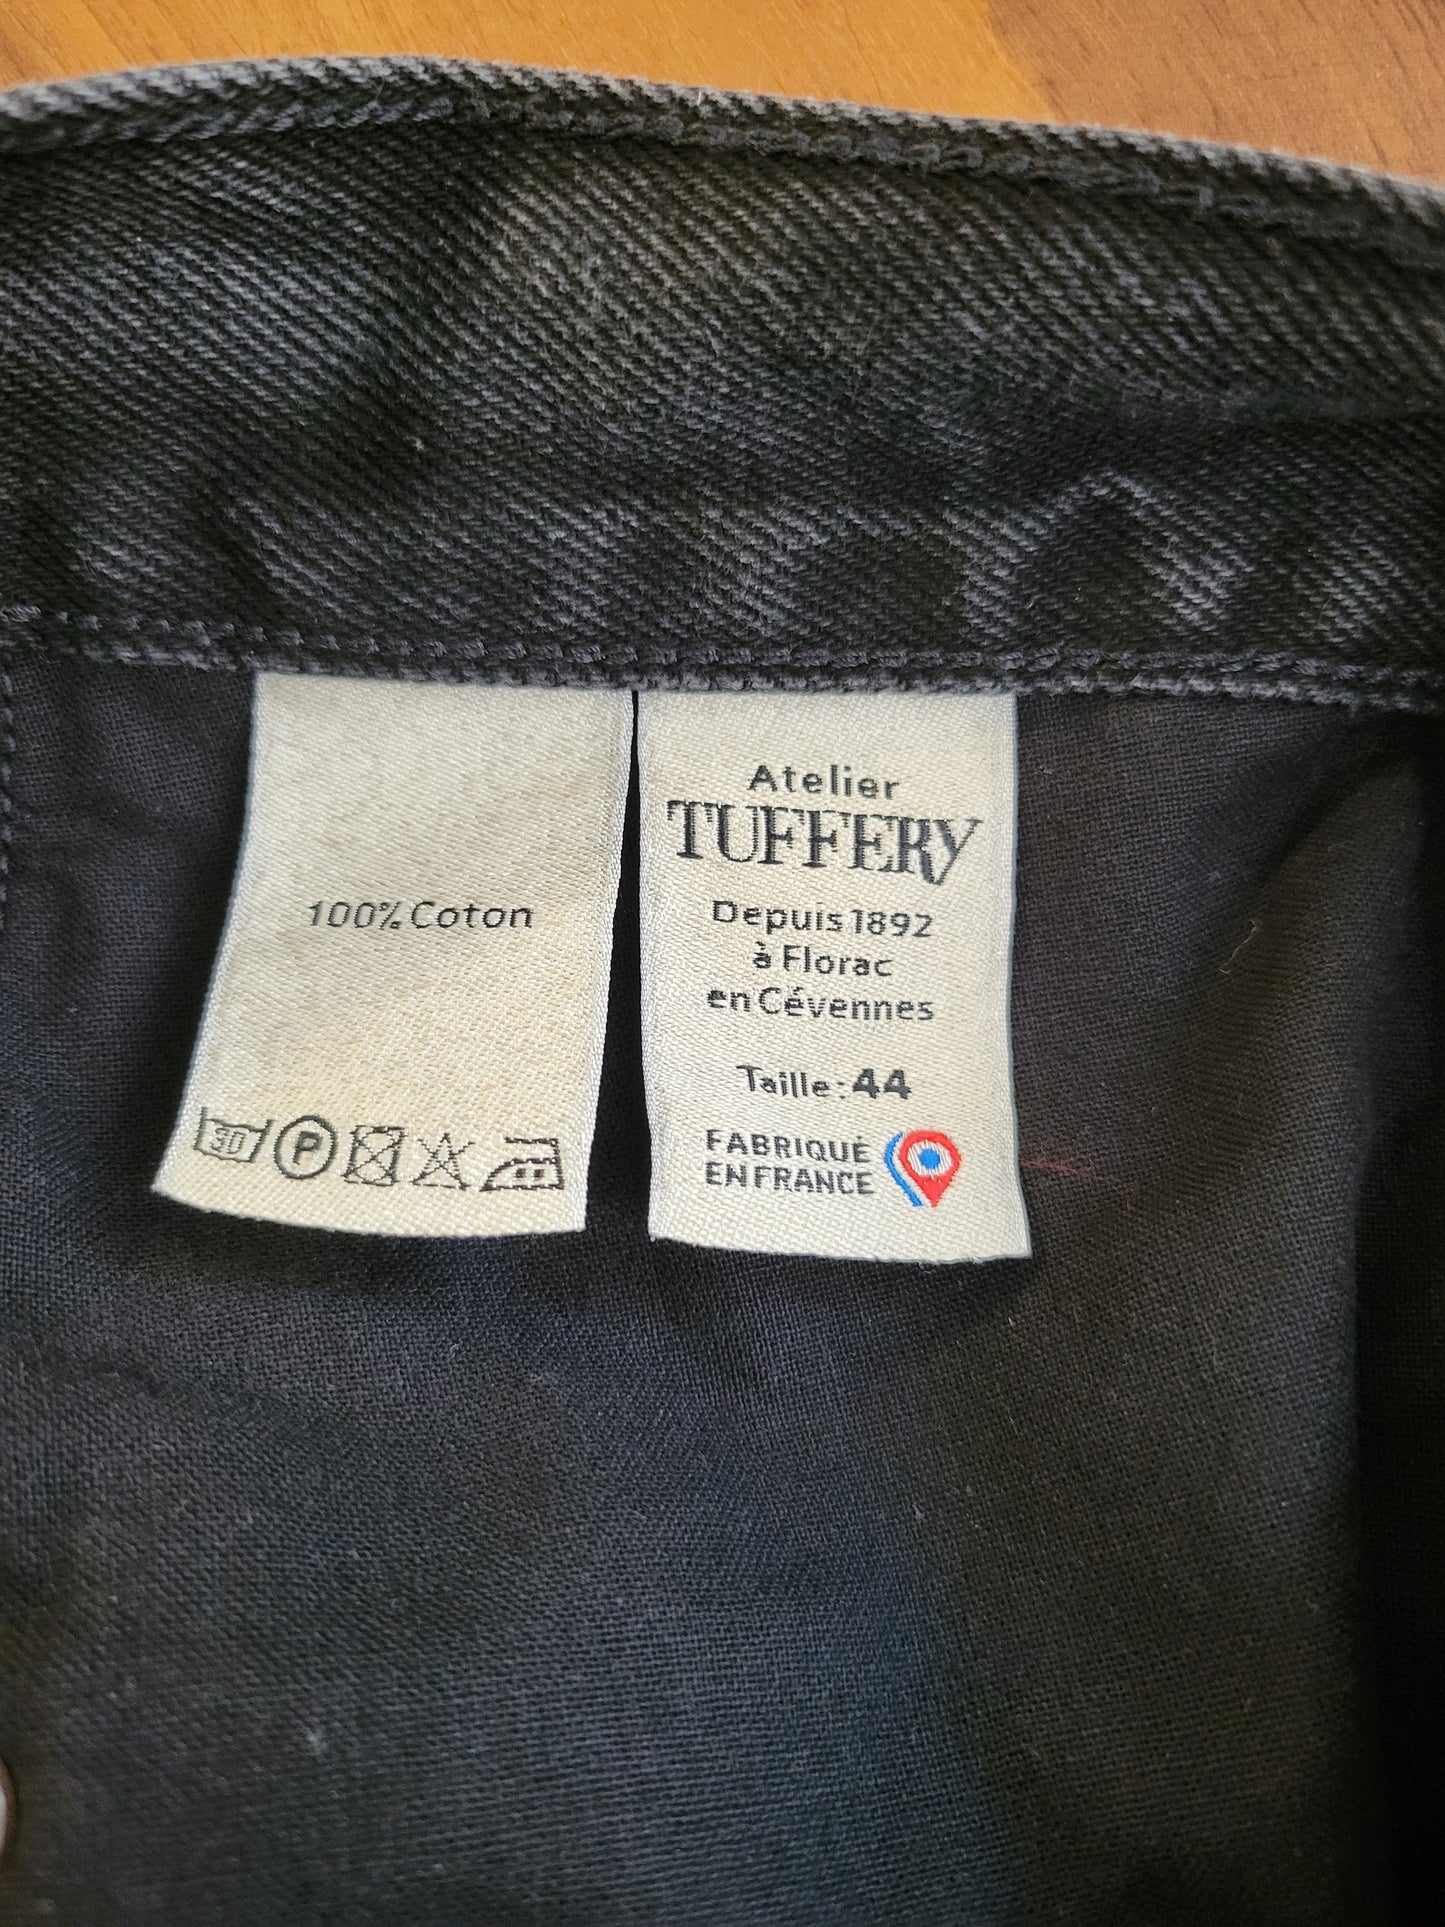 100% Coton
30 P
Atelier
TUFFERY
Depuis 1892
à Florac
en Cévennes
Taille: 44
FABRIQUÉ
EN FRANCE